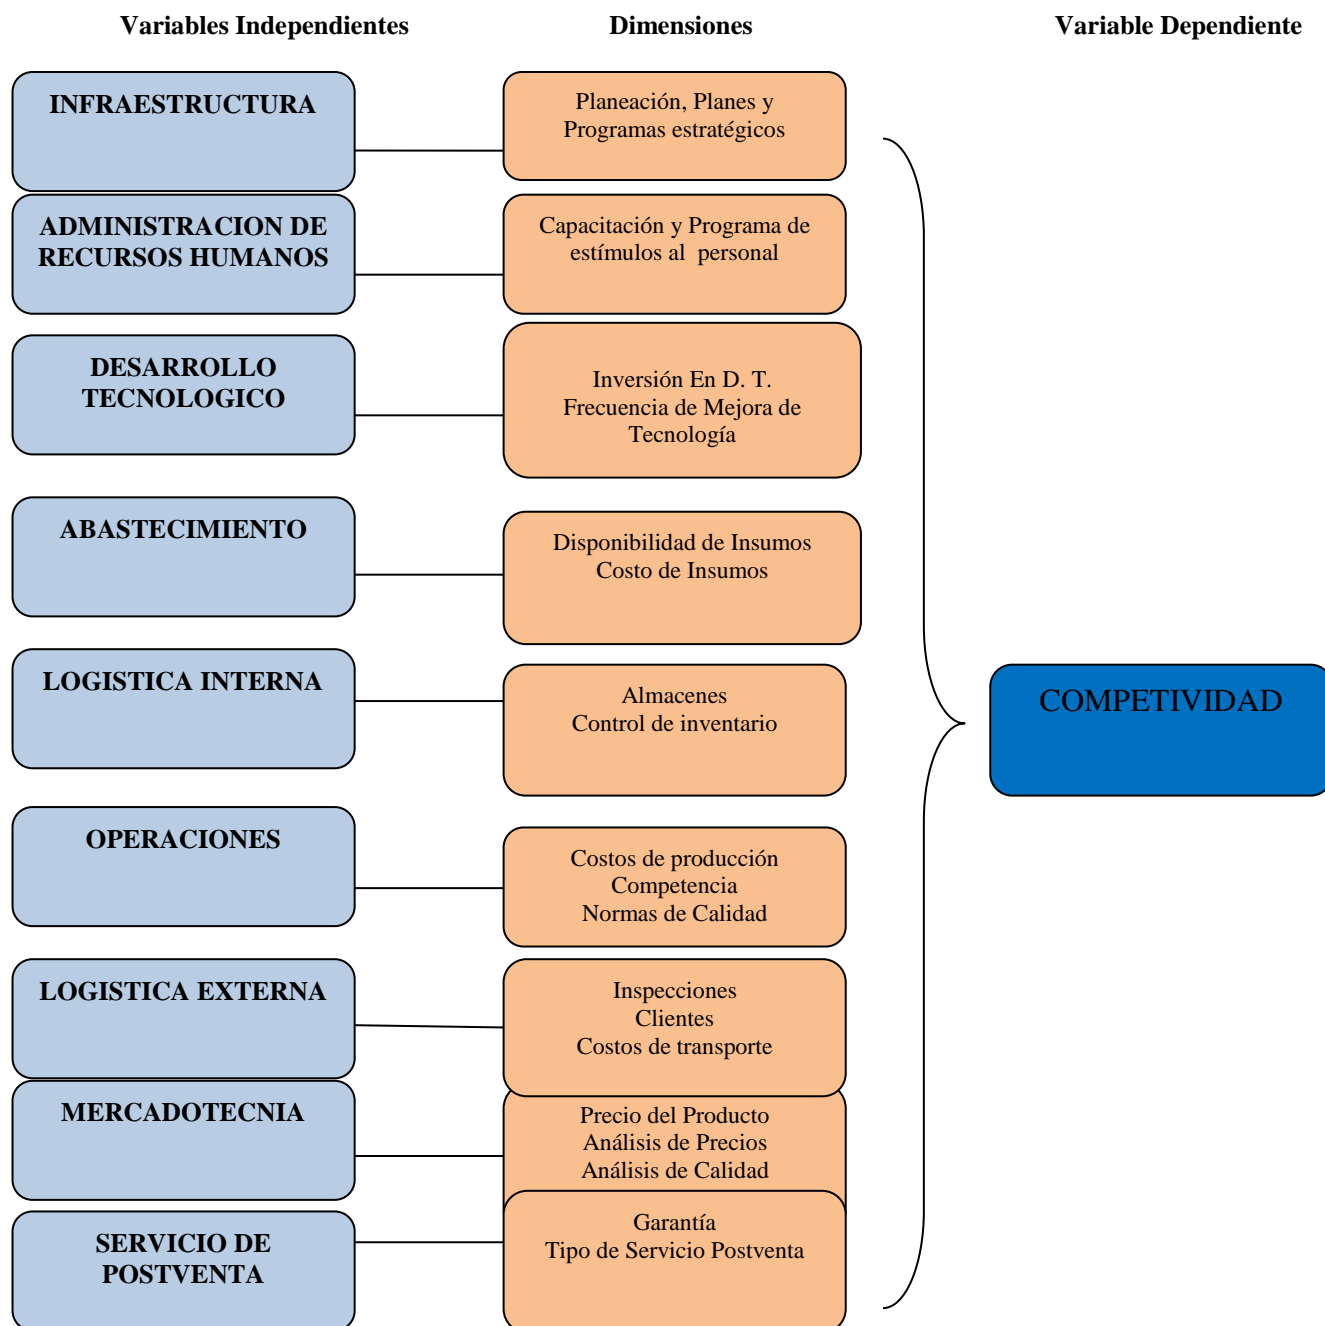 Variables Independientes
Dimensiones
Variable Dependiente
INFRAESTRUCTURA
Planeación, Planes y
Programas estratégicos
ADMINISTRACION DE
RECURSOS HUMANOS
Capacitación y Programa de
estímulos al  personal
DESARROLLO
TECNOLOGICO
Inversión En D. T.
Frecuencia de Mejora de
Tecnología
ABASTECIMIENTO
Disponibilidad de Insumos
Costo de Insumos
LOGISTICA INTERNA
Almacenes
Control de inventario
COMPETIVIDAD
OPERACIONES
Costos de producción
Competencia
Normas de Calidad
LOGISTICA EXTERNA
Inspecciones
Clientes
Costos de transporte
MERCADOTECNIA
Precio del Producto
Análisis de Precios
Análisis de Calidad
SERVICIO DE
POSTVENTA
Garantía
Tipo de Servicio Postventa